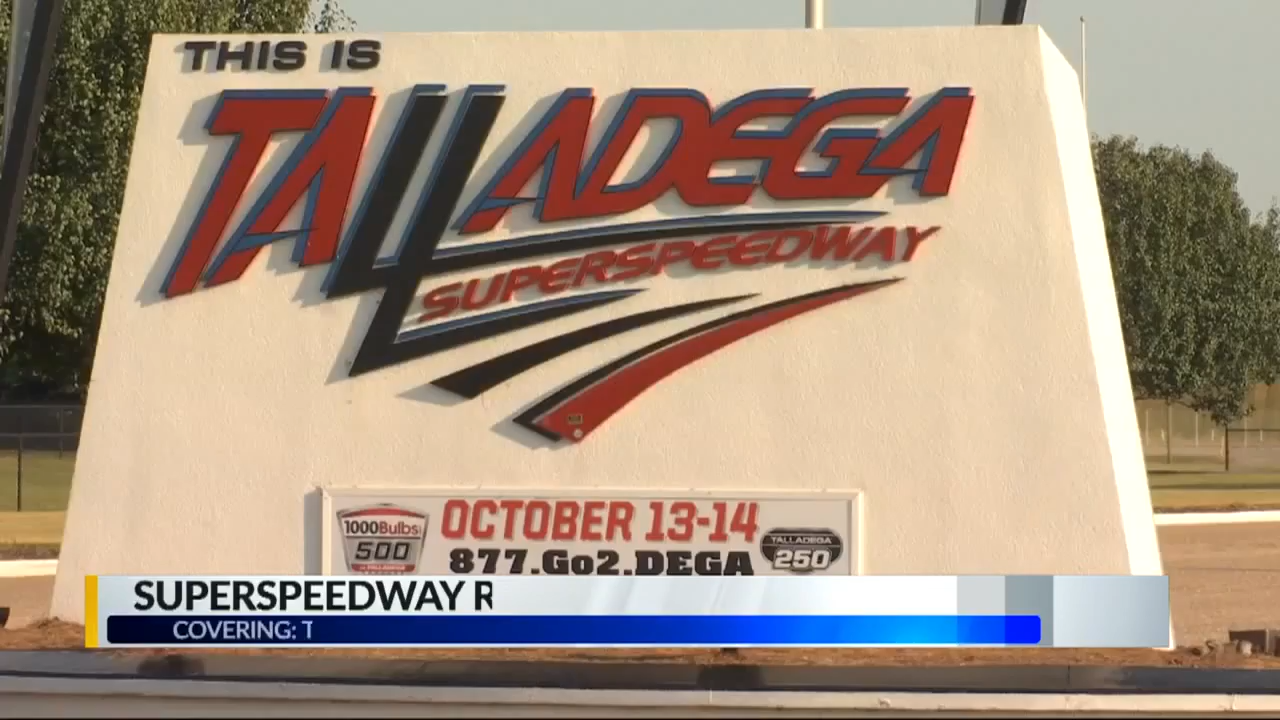 THIS IS
TALLADEGA
SUPERSPEEDWAY
OCTOBER 13-14
877.Go2.DEGA
1000Bulbs
500
TALLADEGA
250
SUPERSPEEDWAY R
COVERING: T